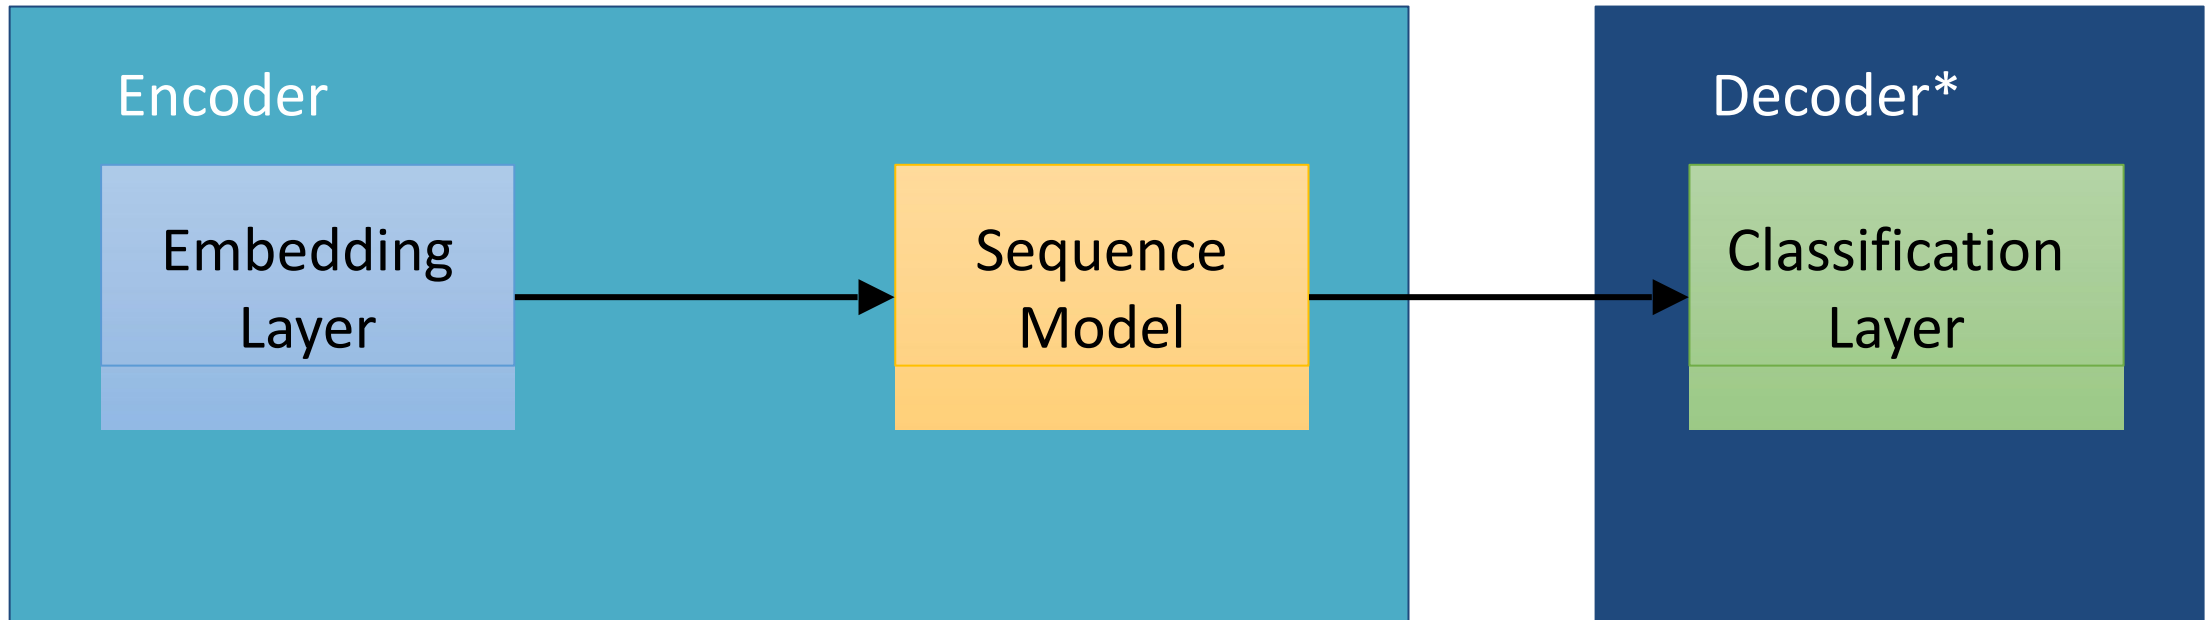 Encoder
Decoder*
Embedding
Layer
Sequence
Model
Classification
Layer